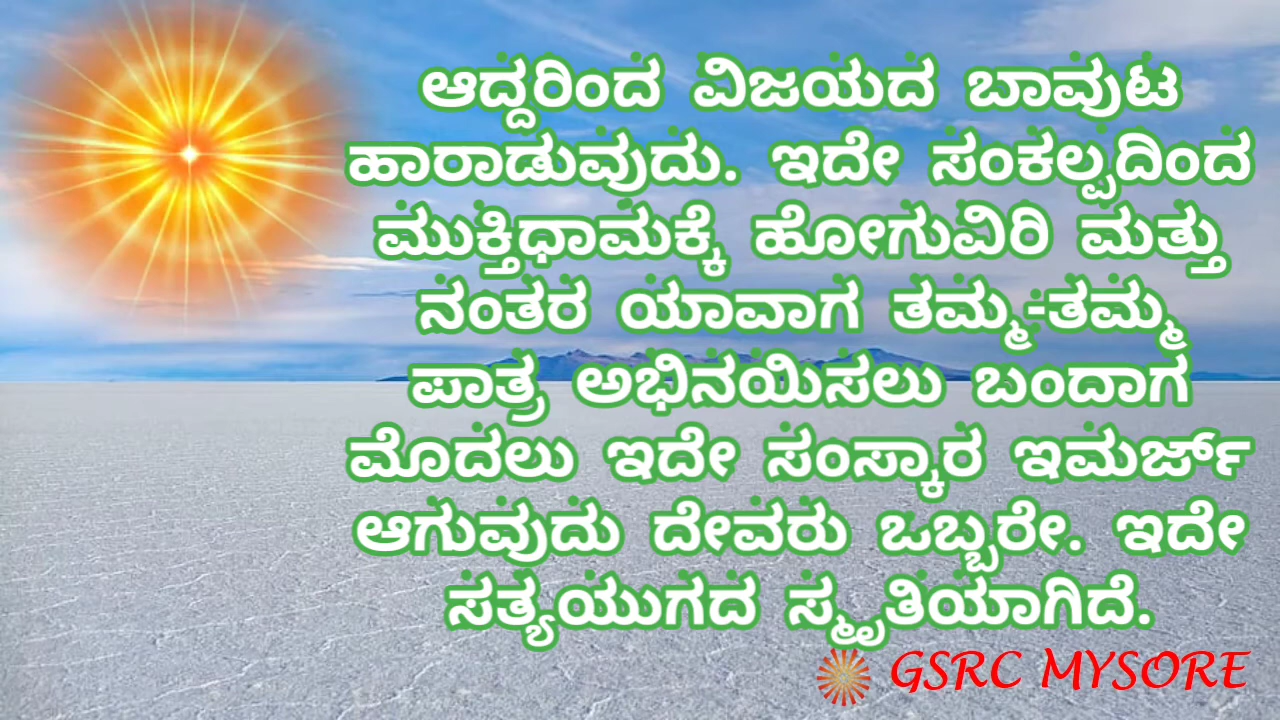 ಆದ್ದರಿಂದ ವಿಜಯದ ಬಾವುಟ
ಹಾರಾಡುವುದು. ಇದೇ ಸಂಕಲ್ಪದಿಂದ
ಮುಕ್ತಿಧಾಮಕ್ಕೆ ಹೋಗುವಿರಿ ಮತ್ತು
ನಂತರ ಯಾವಾಗ ತಮ್ಮ-ತಮ್ಮ
ಪಾತ್ರ ಅಭಿನಯಿಸಲು ಬಂದಾಗ
ಮೊದಲು ಇದೇ ಸಂಸ್ಕಾರ ಇಮರ್ಜ್
ಆಗುವುದು ದೇವರು ಒಬ್ಬರೇ. ಇದೇ
ಸತ್ಯಯುಗದ ಸ್ಮೃತಿಯಾಗಿದೆ.
GSRC MYSORE